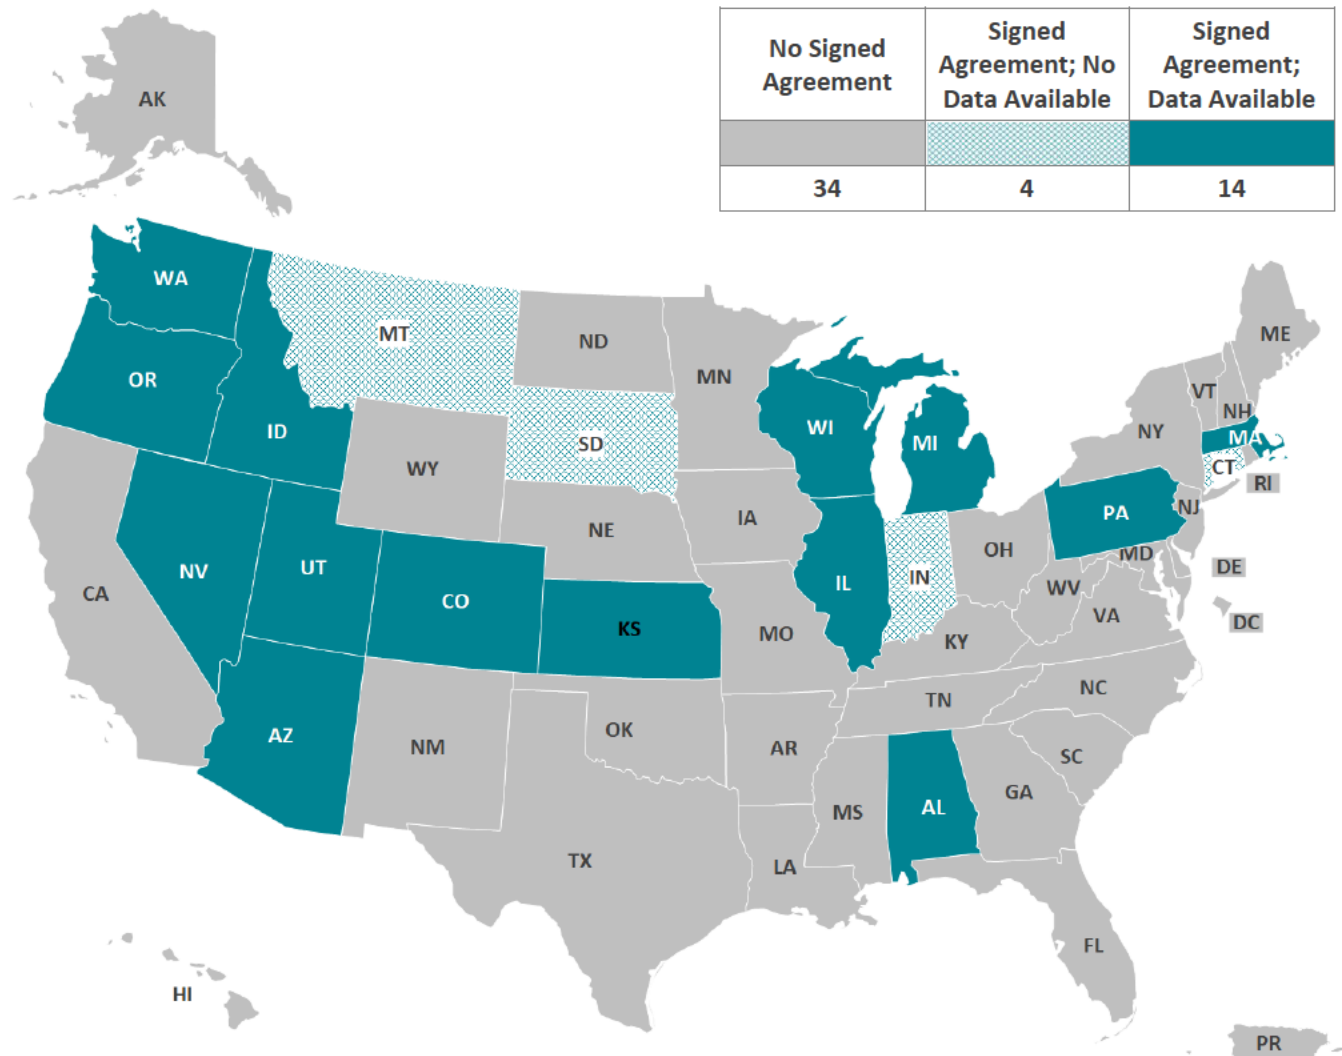 No Signed
Agreement
Signed
Agreement; No
Data Available
Signed
Agreement;
Data Available
34
4
14
AK
WA
MT
ND
MN
ME
OR
ID
SD
WI
MI
VT
NH
NY
MA
WY
CT
RI
NE
IA
PA
NJ
NV
UT
CO
IL
IN
OH
MD
DE
CA
KS
MO
KY
WV
VA
DC
AZ
NM
OK
AR
TN
NC
SC
MS
AL
GA
TX
LA
FL
HI
PR